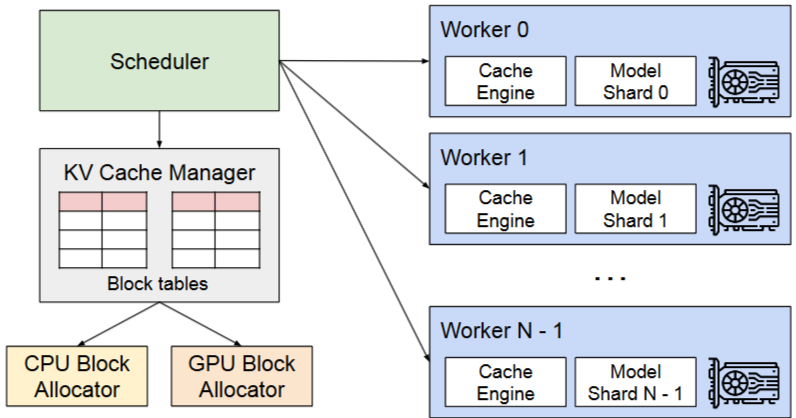 Scheduler
KV Cache Manager
Block tables
CPU Block
Allocator
GPU Block
Allocator
Worker 0
Cache
Engine
Model
Shard 0
Worker 1
Cache
Engine
Model
Shard 1
...
Worker N - 1
Cache
Engine
Model
Shard N - 1